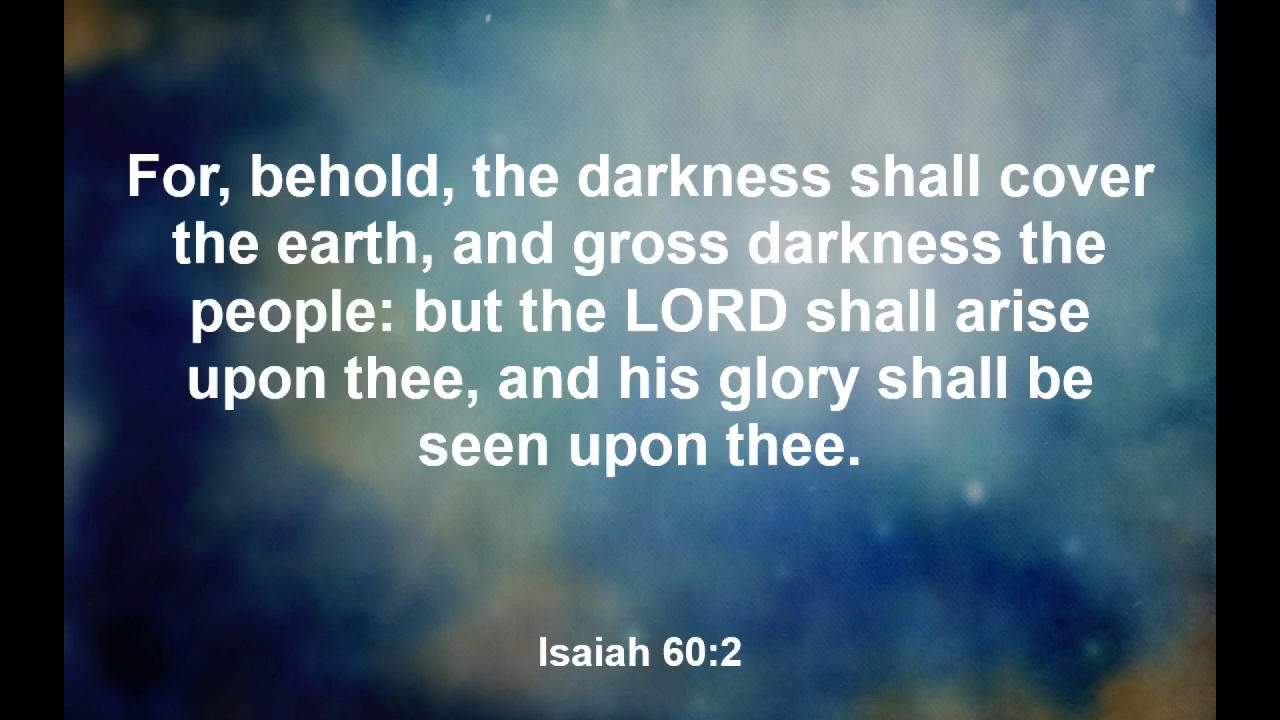 For, behold, the darkness shall cover
the earth, and gross darkness the
people: but the LORD shall arise
upon thee, and his glory shall be
seen upon thee.
Isaiah 60:2